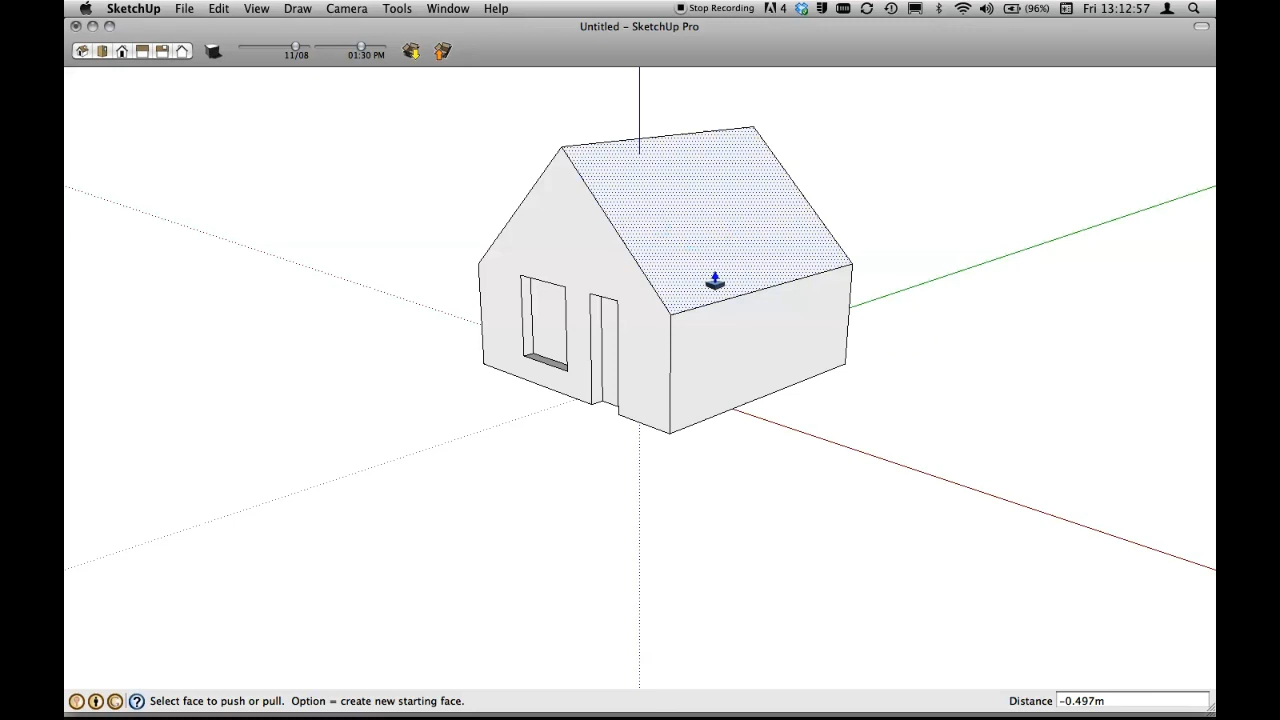 SketchUp File Edit View Draw Camera Tools Window Help Stop Recording 4 (96%) Fri 13:12:57
Untitled – SketchUp Pro
11/08 01:30 PM
Select face to push or pull. Option = create new starting face. Distance -0.497m